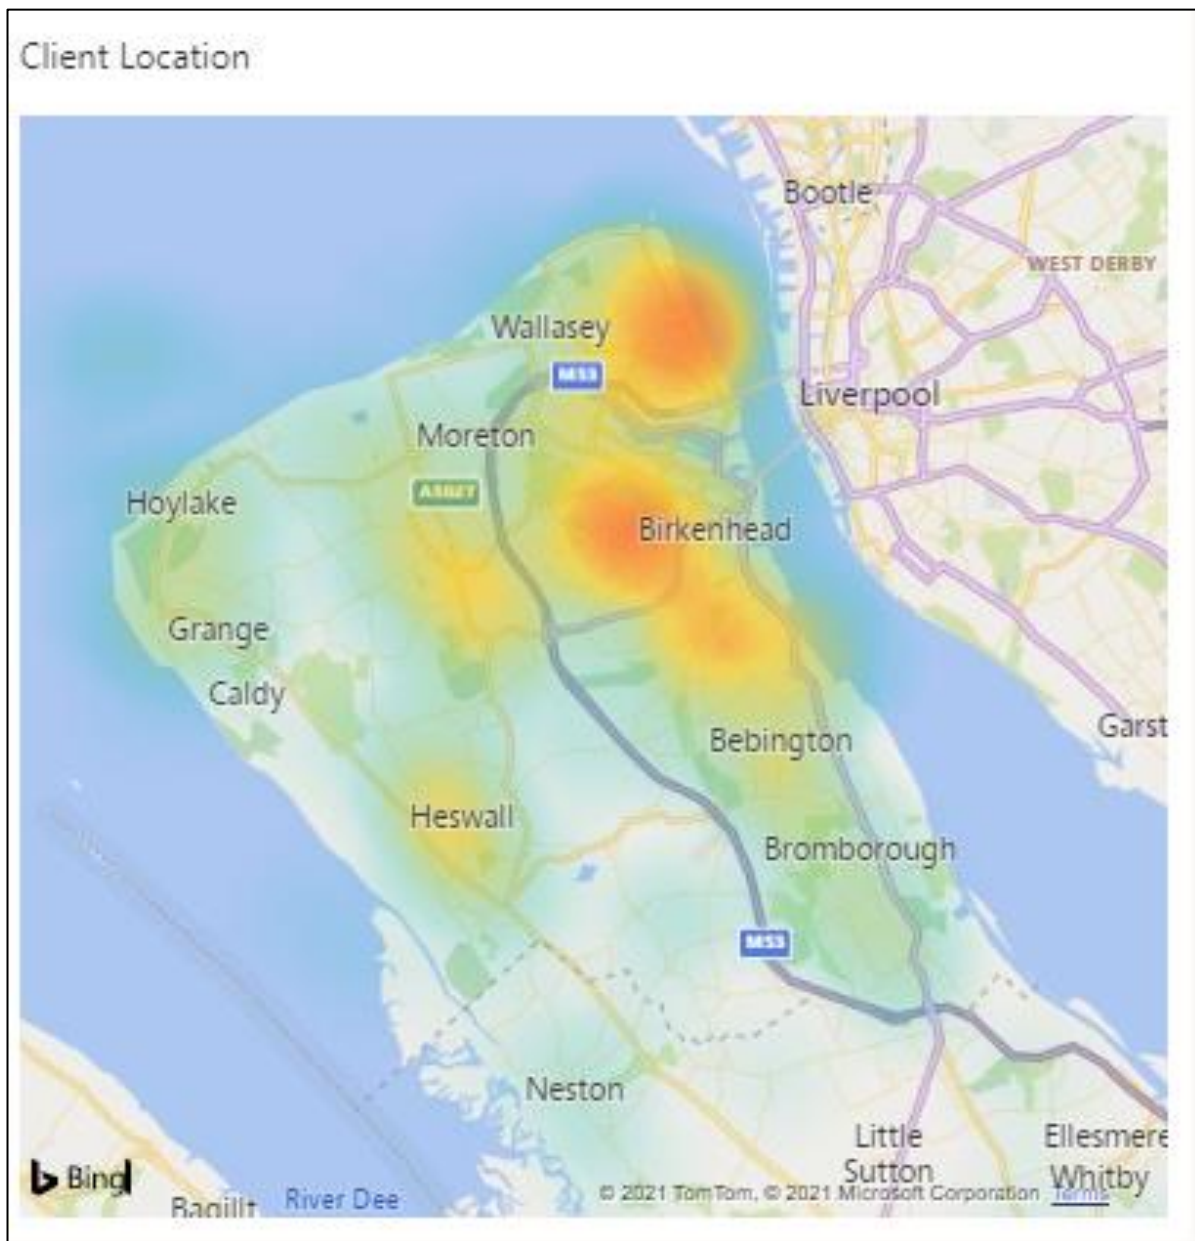 Client Location
Bootle
WEST DERBY
Wallasey
M53
Liverpool
Moreton
Hoylake
A5027
Birkenhead
Grange
Caldy
Garst
Bebington
Heswall
Bromborough
M53
Neston
Little
Sutton
Ellesmere
Whitby
Bing
Bagillt
River Dee
© 2021 TomTom, © 2021 Microsoft Corporation Terms